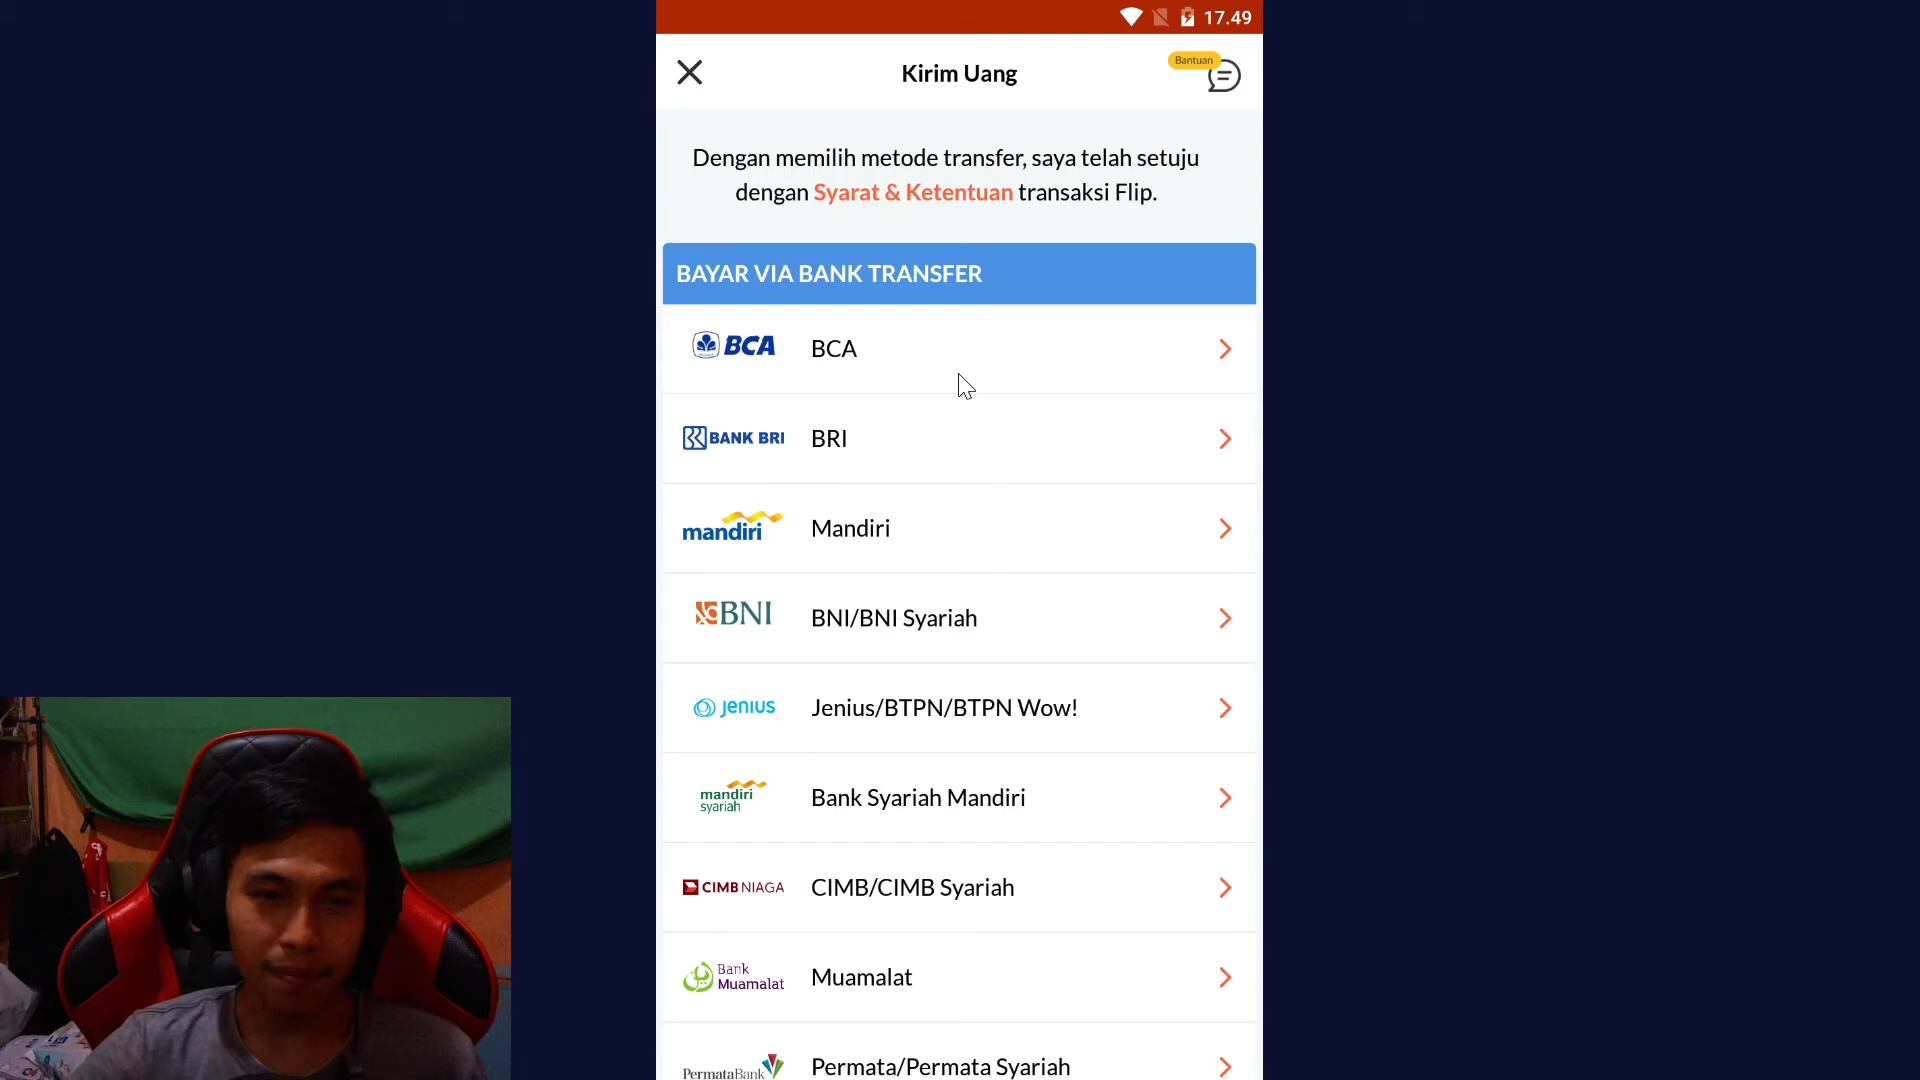 17.49
Kirim Uang
Bantuan
Dengan memilih metode transfer, saya telah setuju
dengan Syarat & Ketentuan transaksi Flip.
BAYAR VIA BANK TRANSFER
BCA BCA
BANK BRI BRI
mandiri Mandiri
BNI BNI/BNI Syariah
Jenius Jenius/BTPN/BTPN Wow!
mandiri
syariah
Bank Syariah Mandiri
CIMB NIAGA CIMB/CIMB Syariah
Bank
Muamalat
Muamalat
PermataBank Permata/Permata Syariah